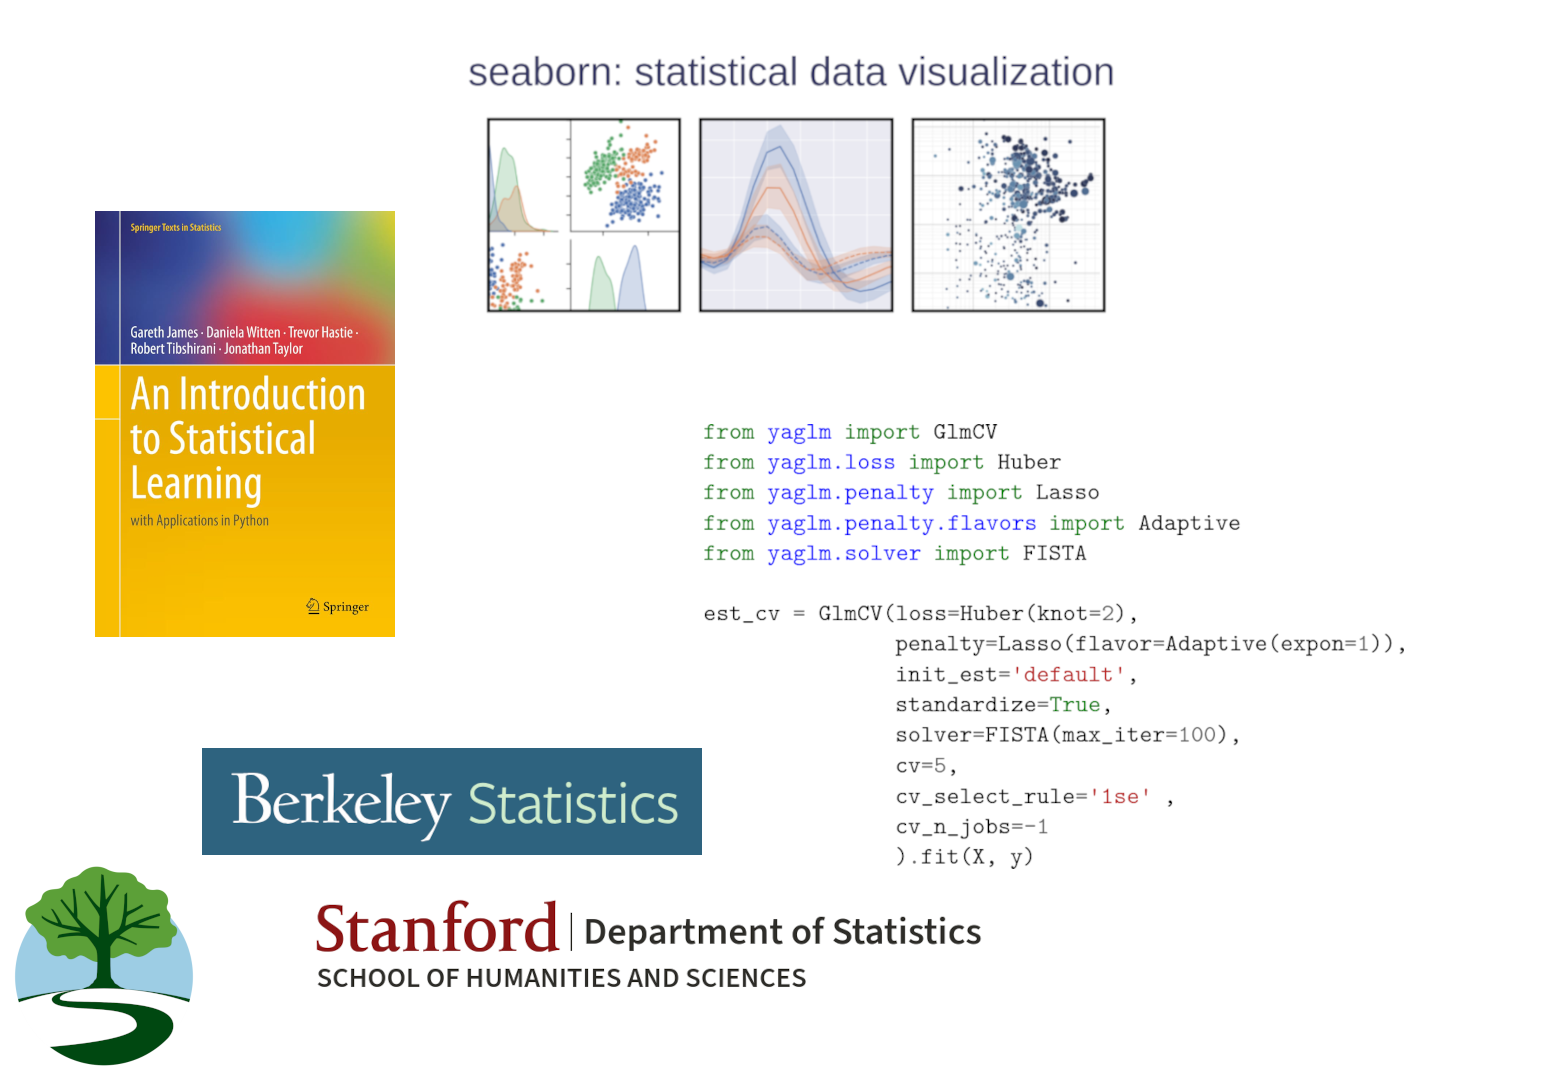 seaborn: statistical data visualization
Springer Texts in Statistics
Gareth James · Daniela Witten · Trevor Hastie ·
Robert Tibshirani · Jonathan Taylor
An Introduction
to Statistical
Learning
with Applications in Python
Springer
from yaglm import GlmCV
from yaglm.loss import Huber
from yaglm.penalty import Lasso
from yaglm.penalty.flavors import Adaptive
from yaglm.solver import FISTA
est_cv = GlmCV(loss=Huber(knot=2),
penalty=Lasso(flavor=Adaptive(expon=1)),
init_est='default',
standardize=True,
solver=FISTA(max_iter=100),
cv=5,
cv_select_rule='1se' ,
cv_n_jobs=-1
).fit(X, y)
Berkeley Statistics
Stanford | Department of Statistics
SCHOOL OF HUMANITIES AND SCIENCES